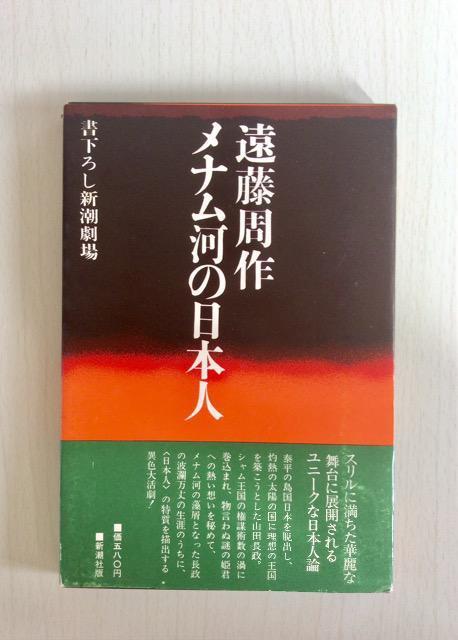 遠藤周作
メナム河の日本人
書下ろし新潮劇場
スリルに満ちた華麗な
舞台に展開される
ユニークな日本人論
泰平の島国日本を脱出し、
灼熱の太陽の国に理想の王国
を築こうとした山田長政。
シャム王国の権謀術数の渦に
巻込まれ、物言わぬ謎の姫君
への熱い想いを秘めて、
メナム河の藻屑となった長政
の波瀾万丈の生涯のうちに、
〈日本人〉の特質を描出する
異色大活劇!
■価五八〇円
■新潮社版